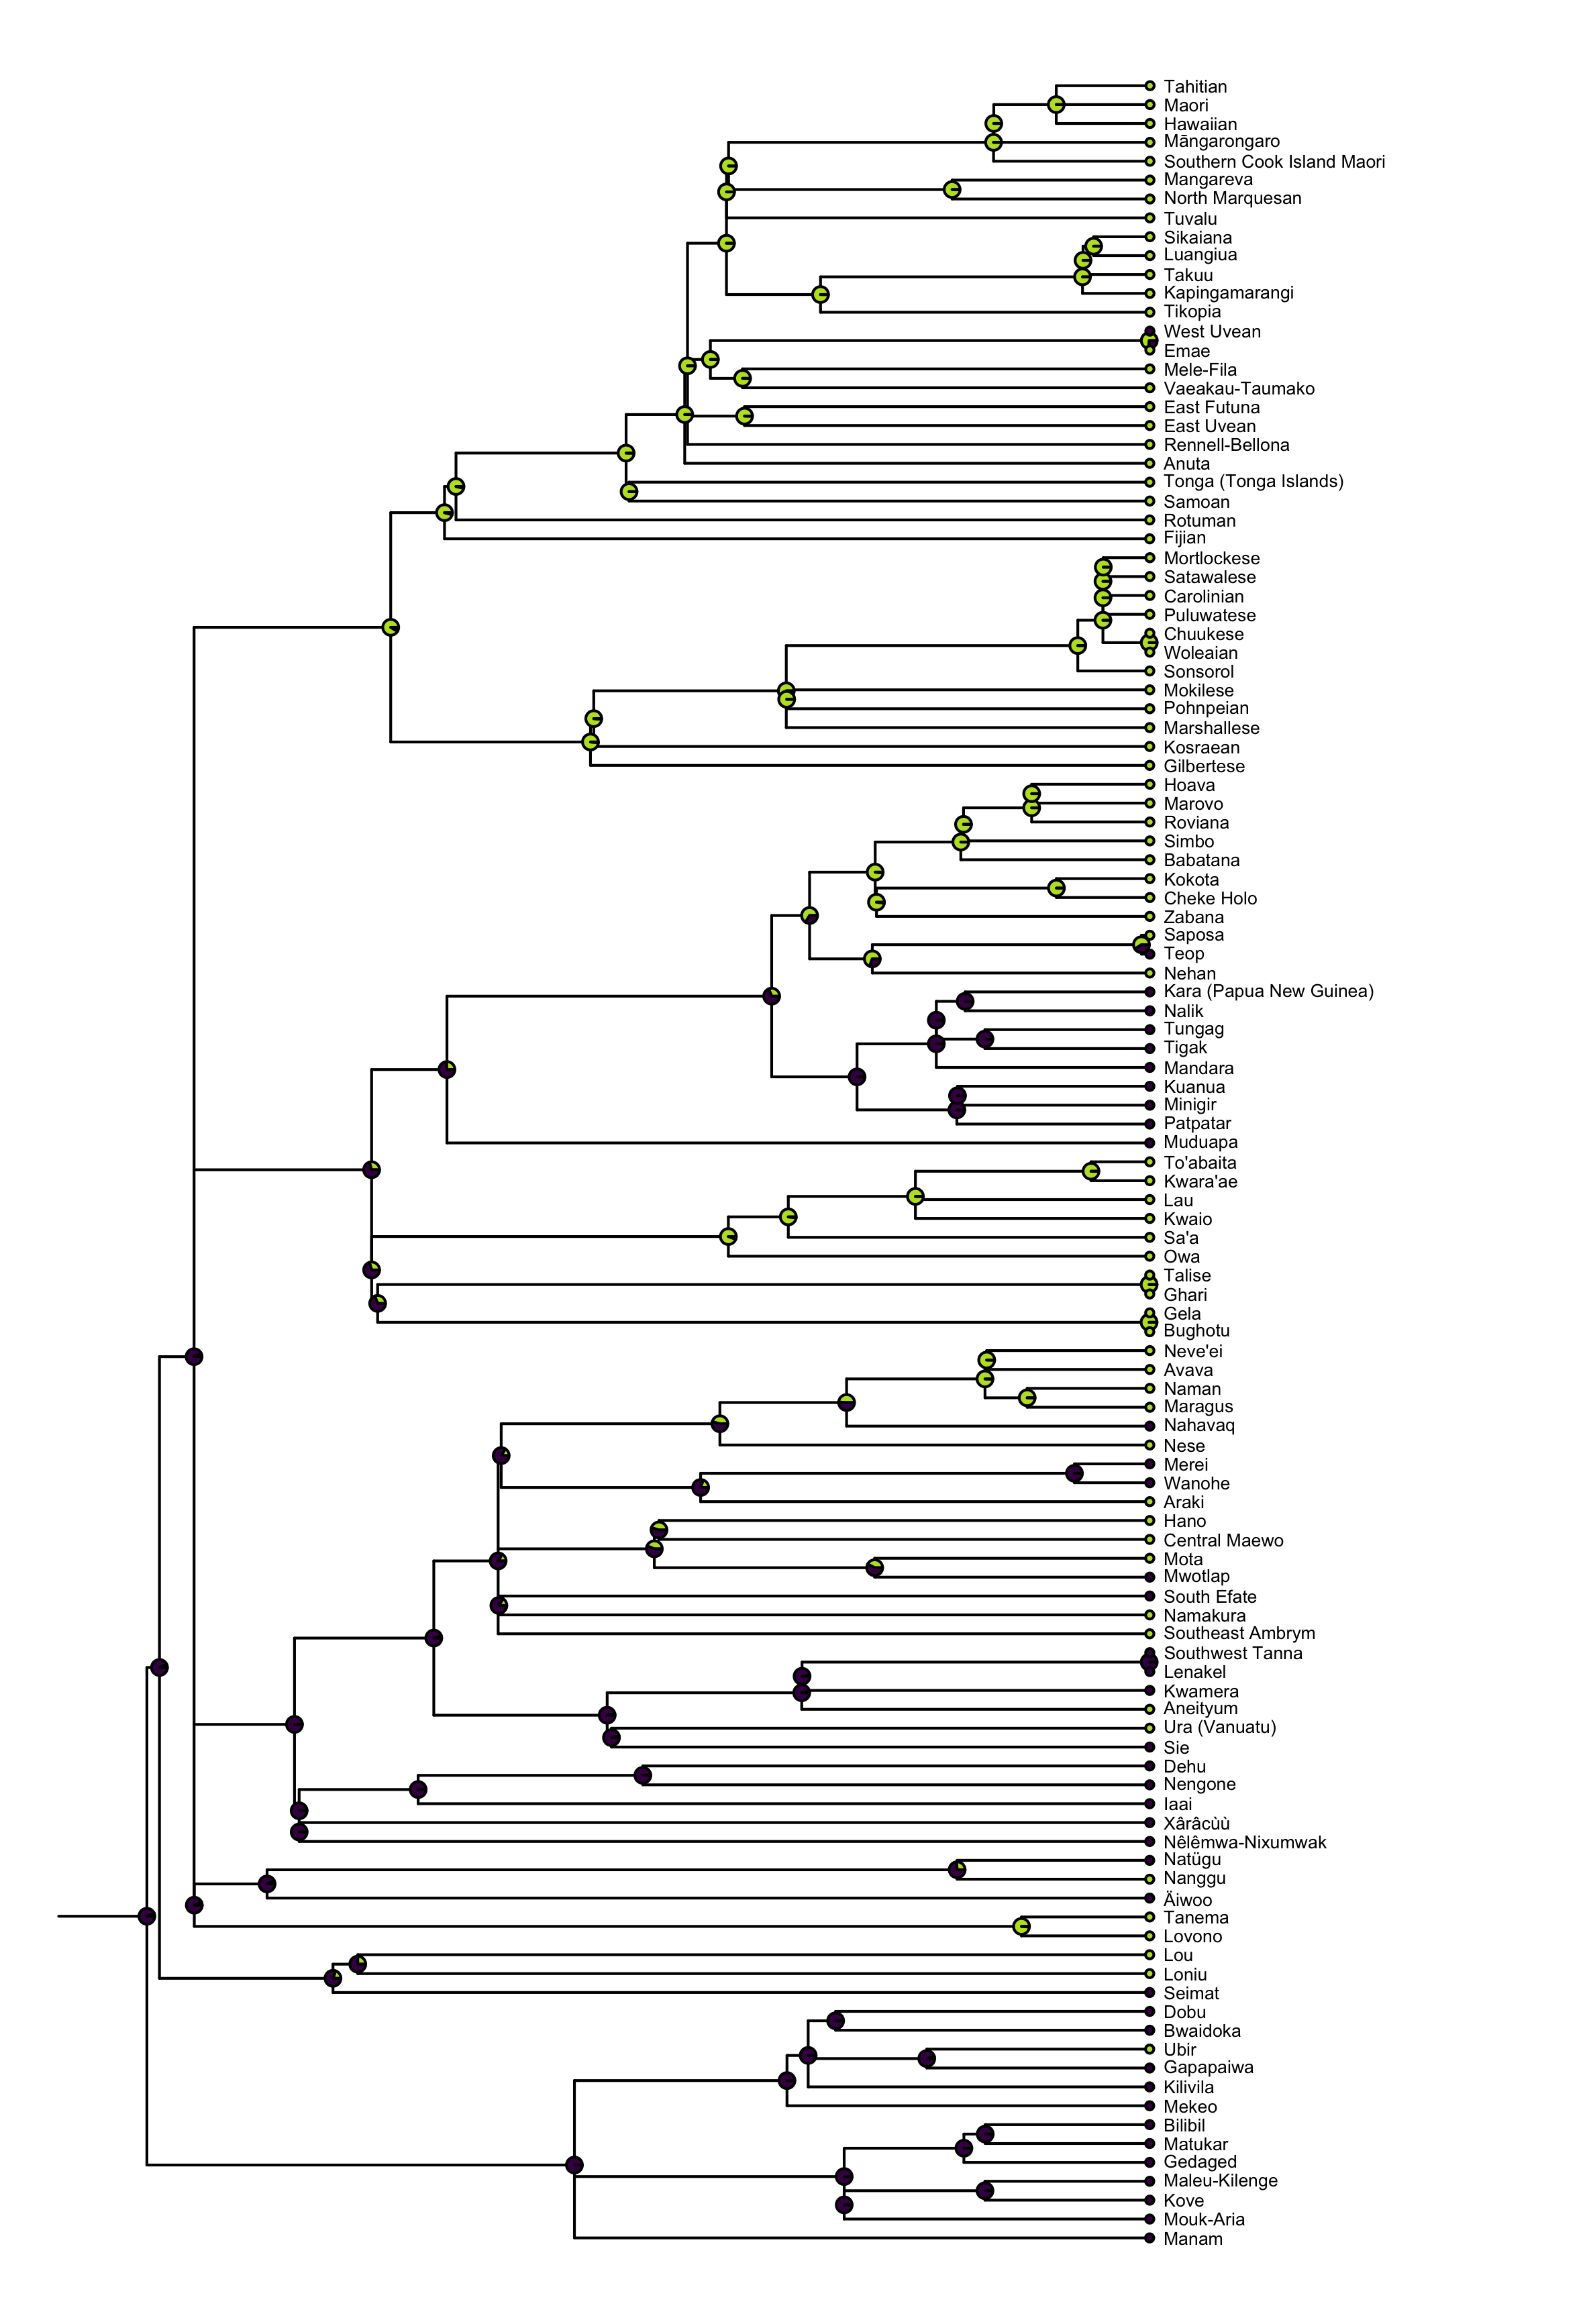 Tahitian
Maori
Hawaiian
Māngarongaro
Southern Cook Island Maori
Mangareva
North Marquesan
Tuvalu
Sikaiana
Luangiua
Takuu
Kapingamarangi
Tikopia
West Uvean
Emae
Mele-Fila
Vaeakau-Taumako
East Futuna
East Uvean
Rennell-Bellona
Anuta
Tonga (Tonga Islands)
Samoan
Rotuman
Fijian
Mortlockese
Satawalese
Carolinian
Puluwatese
Chuukese
Woleaian
Sonsorol
Mokilese
Pohnpeian
Marshallese
Kosraean
Gilbertese
Hoava
Marovo
Roviana
Simbo
Babatana
Kokota
Cheke Holo
Zabana
Saposa
Teop
Nehan
Kara (Papua New Guinea)
Nalik
Tungag
Tigak
Mandara
Kuanua
Minigir
Patpatar
Muduapa
To'abaita
Kwara'ae
Lau
Kwaio
Sa'a
Owa
Talise
Ghari
Gela
Bughotu
Neve'ei
Avava
Naman
Maragus
Nahavaq
Nese
Merei
Wanohe
Araki
Hano
Central Maewo
Mota
Mwotlap
South Efate
Namakura
Southeast Ambrym
Southwest Tanna
Lenakel
Kwamera
Aneityum
Ura (Vanuatu)
Sie
Dehu
Nengone
Iaai
Xârâcùù
Nêlêmwa-Nixumwak
Natügu
Nanggu
Äiwoo
Tanema
Lovono
Lou
Loniu
Seimat
Dobu
Bwaidoka
Ubir
Gapapaiwa
Kilivila
Mekeo
Bilibil
Matukar
Gedaged
Maleu-Kilenge
Kove
Mouk-Aria
Manam